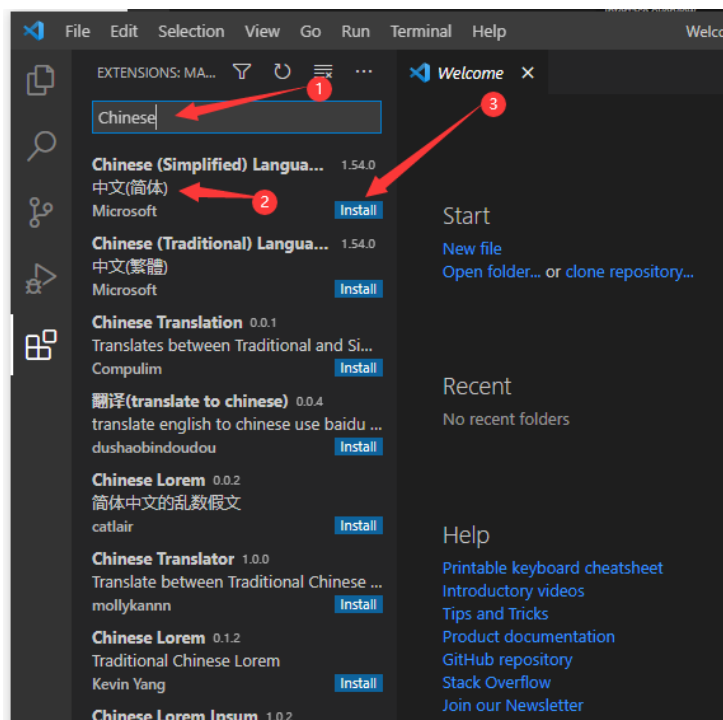 File Edit Selection View Go Run Terminal Help Welco
EXTENSIONS: MA...
Chinese
1
Chinese (Simplified) Langua... 1.54.0
中文(简体)
2
Microsoft Install
Chinese (Traditional) Langua... 1.54.0
中文(繁體)
Microsoft Install
Chinese Translation 0.0.1
Translates between Traditional and Si...
Compulim Install
翻译(translate to chinese) 0.0.4
translate english to chinese use baidu ...
dushaobindoudou Install
Chinese Lorem 0.0.2
简体中文的乱数假文
catlair Install
Chinese Translator 1.0.0
Translate between Traditional Chinese ...
mollykannn Install
Chinese Lorem 0.1.2
Traditional Chinese Lorem
Kevin Yang Install
Chinese Lorem Ipsum 1.0.2
Welcome
3
Start
New file
Open folder... or clone repository...
Recent
No recent folders
Help
Printable keyboard cheatsheet
Introductory videos
Tips and Tricks
Product documentation
GitHub repository
Stack Overflow
Join our Newsletter